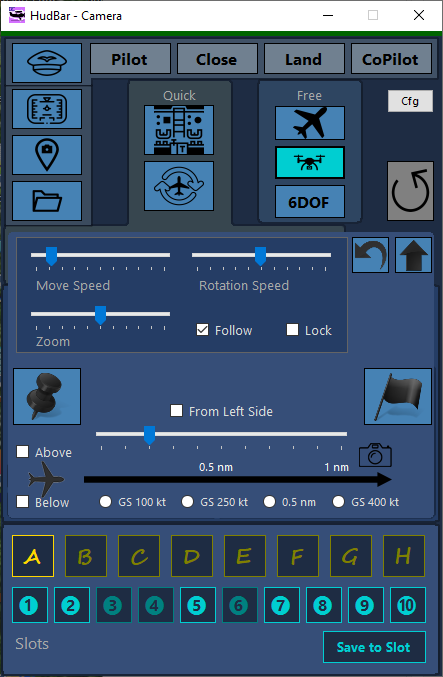 HudBar - Camera
Pilot Close Land CoPilot
Quick Free
Cfg
6DOF
Move Speed Rotation Speed
Zoom
Follow Lock
From Left Side
Above
0.5 nm 1 nm
Below GS 100 kt GS 250 kt 0.5 nm GS 400 kt
A B C D E F G H
1 2 3 4 5 6 7 8 9 10
Slots Save to Slot